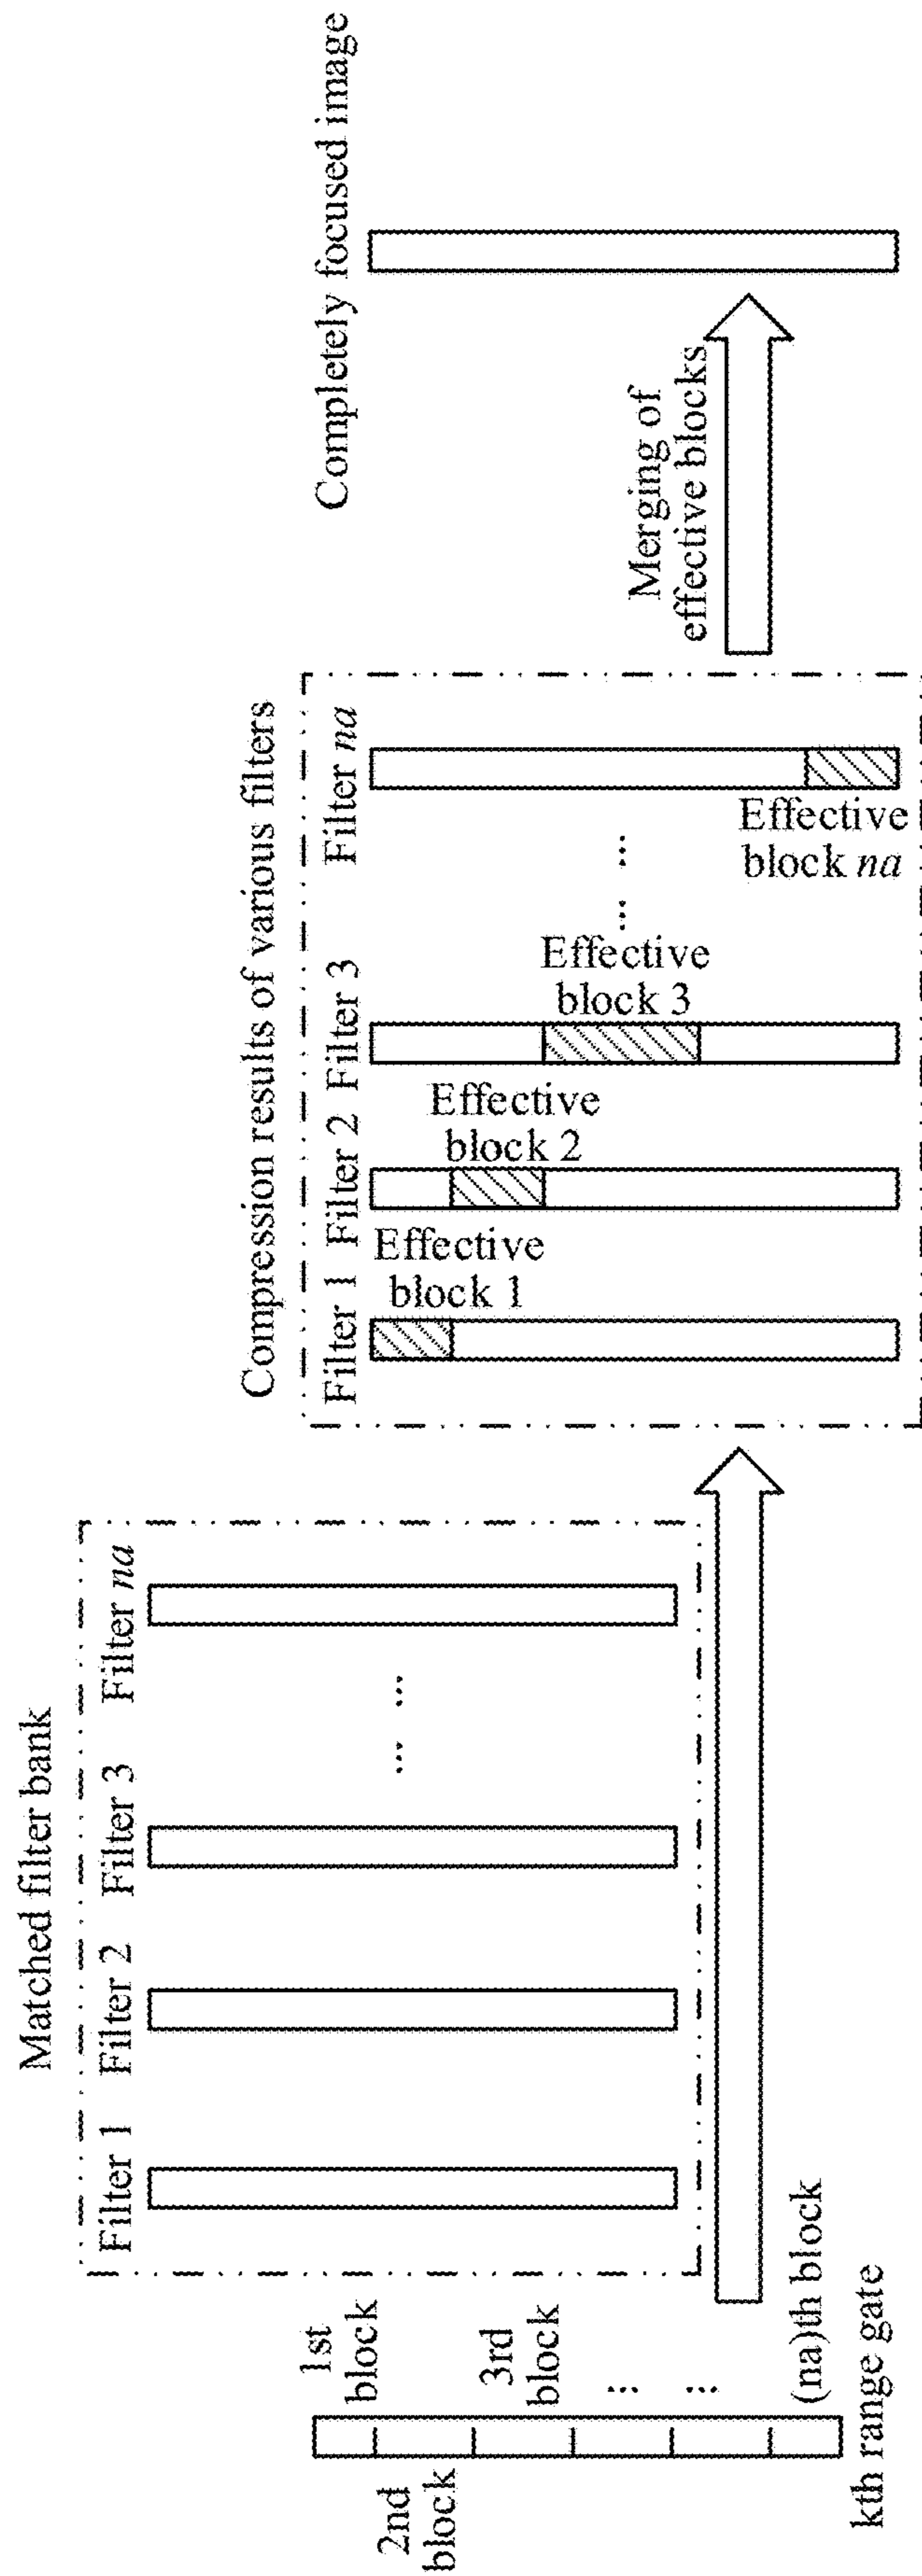 1st
block
2nd
block
3rd
block
⋮
⋮
(na)th block
kth range gate
Matched filter bank
Filter 1 Filter 2 Filter 3 Filter na
... ...
Compression results of various filters
Filter 1 Filter 2 Filter 3 Filter na
Effective
block 1
Effective
block 2
Effective
block 3
... ...
Effective
block na
Merging of
effective blocks
Completely focused image